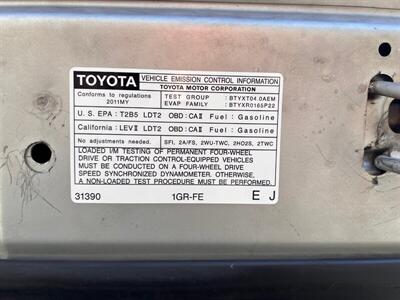 TOYOTA VEHICLE EMISSION CONTROL INFORMATION
TOYOTA MOTOR CORPORATION
Conforms to regulations
2011MY
TEST GROUP : BTYXT04.0AEM
EVAP FAMILY : BTYXR0165P22
U. S. EPA : T2B5 LDT2 OBD : CAⅡ Fuel : Gasoline
California : LEVⅡ LDT2 OBD : CAⅡ Fuel : Gasoline
No adjustments needed. SFI, 2A/FS, 2WU-TWC, 2HO2S, 2TWC
LOADED I/M TESTING OF PERMANENT FOUR-WHEEL
DRIVE OR TRACTION CONTROL-EQUIPPED VEHICLES
MUST BE CONDUCTED ON A FOUR-WHEEL DRIVE
SPEED SYNCHRONIZED DYNAMOMETER. OTHERWISE,
A NON-LOADED TEST PROCEDURE MUST BE PERFORMED.
31390 1GR-FE E J